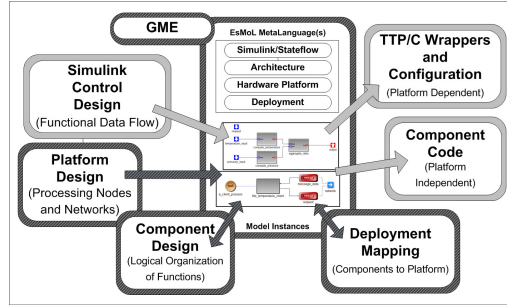 GME
EsMoL MetaLanguage(s)
Simulink/Stateflow
Architecture
Hardware Platform
Deployment
Model Instances
Simulink
Control
Design
(Functional Data Flow)
Platform
Design
(Processing Nodes
and Networks)
Component
Design
(Logical Organization
of Functions)
TTP/C Wrappers
and
Configuration
(Platform Dependent)
Component
Code
(Platform
Independent)
Deployment
Mapping
(Components to Platform)